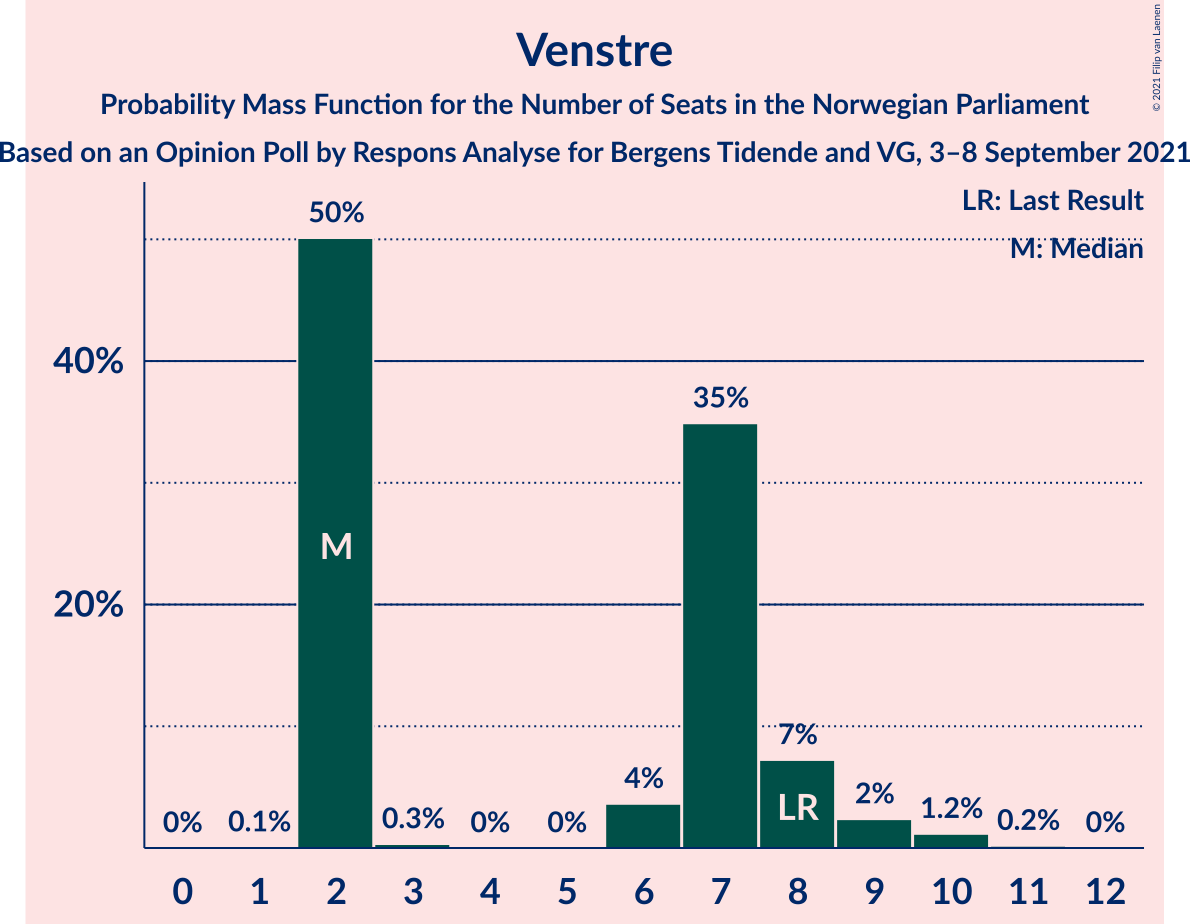 Venstre
Probability Mass Function for the Number of Seats in the Norwegian Parliament
Based on an Opinion Poll by Respons Analyse for Bergens Tidende and VG, 3–8 September 2021
© 2021 Filip van Laenen
LR: Last Result
M: Median
50%
40%
35%
M
20%
7%
4%
LR
2%
1.2%
0% 0.1% 0.3% 0% 0% 0.2% 0%
0 1 2 3 4 5 6 7 8 9 10 11 12